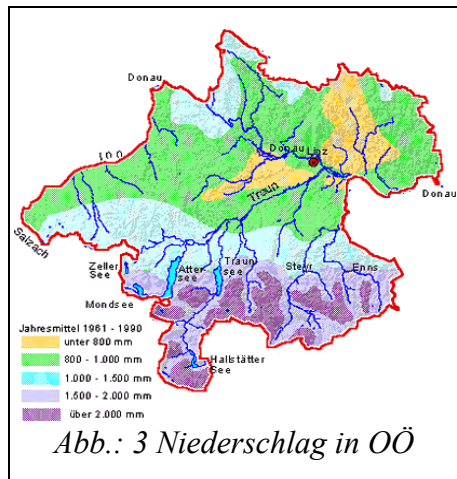 Donau
Donau
Linz
Inn
Traun
Donau
Salzach
Zeller
See
Atter-
see
Traun
see
Steyr
Enns
Mondsee
Jahresmittel 1961 - 1990
unter 800 mm
800 - 1.000 mm
1.000 - 1.500 mm
1.500 - 2.000 mm
über 2.000 mm
Hallstätter
See
Abb.: 3 Niederschlag in OÖ